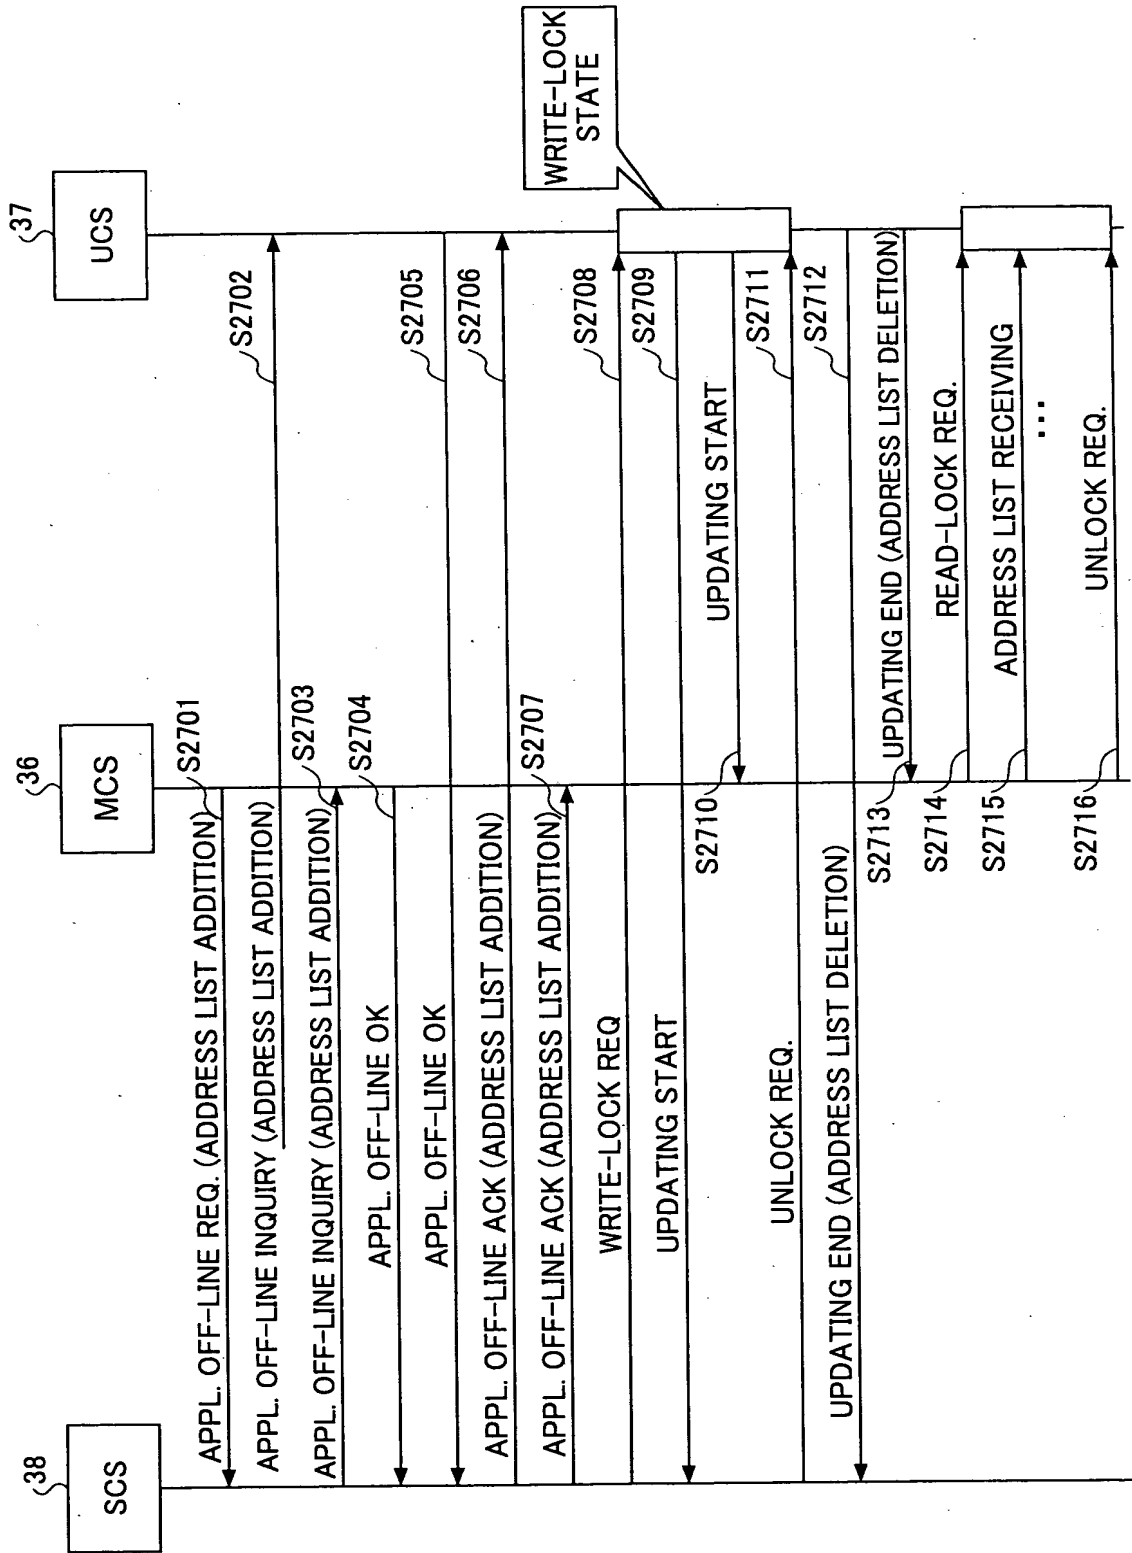 38
SCS
36
MCS
37
UCS
APPL. OFF-LINE REQ. (ADDRESS LIST ADDITION)
S2701
APPL. OFF-LINE INQUIRY (ADDRESS LIST ADDITION)
S2702
APPL. OFF-LINE INQUIRY (ADDRESS LIST ADDITION)
S2703
APPL. OFF-LINE OK
S2704
APPL. OFF-LINE OK
S2705
APPL. OFF-LINE ACK (ADDRESS LIST ADDITION)
S2706
APPL. OFF-LINE ACK (ADDRESS LIST ADDITION)
S2707
WRITE-LOCK REQ
S2708
WRITE-LOCK
STATE
UPDATING START
S2709
UPDATING START
S2710
UNLOCK REQ.
S2711
UPDATING END (ADDRESS LIST DELETION)
S2712
UPDATING END (ADDRESS LIST DELETION)
S2713
READ-LOCK REQ.
S2714
ADDRESS LIST RECEIVING
S2715
...
UNLOCK REQ.
S2716